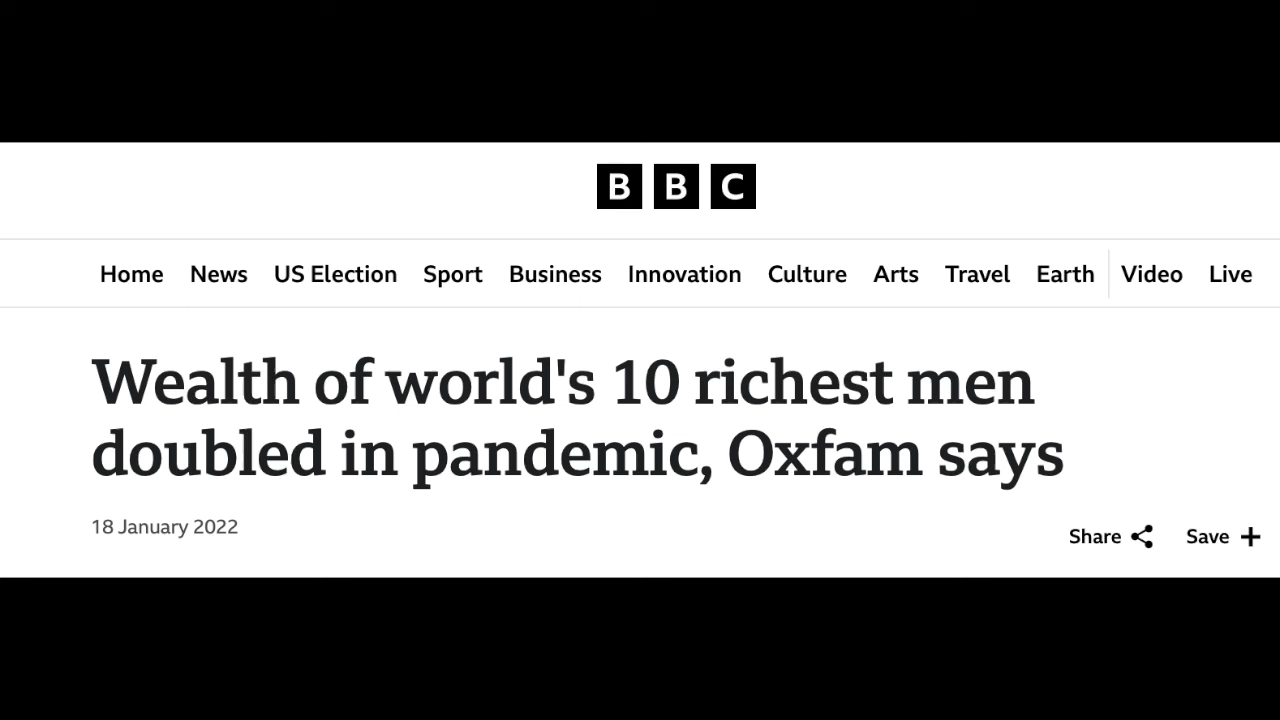 BBC
Home News US Election Sport Business Innovation Culture Arts Travel Earth Video Live
Wealth of world's 10 richest men
doubled in pandemic, Oxfam says
18 January 2022
Share Save